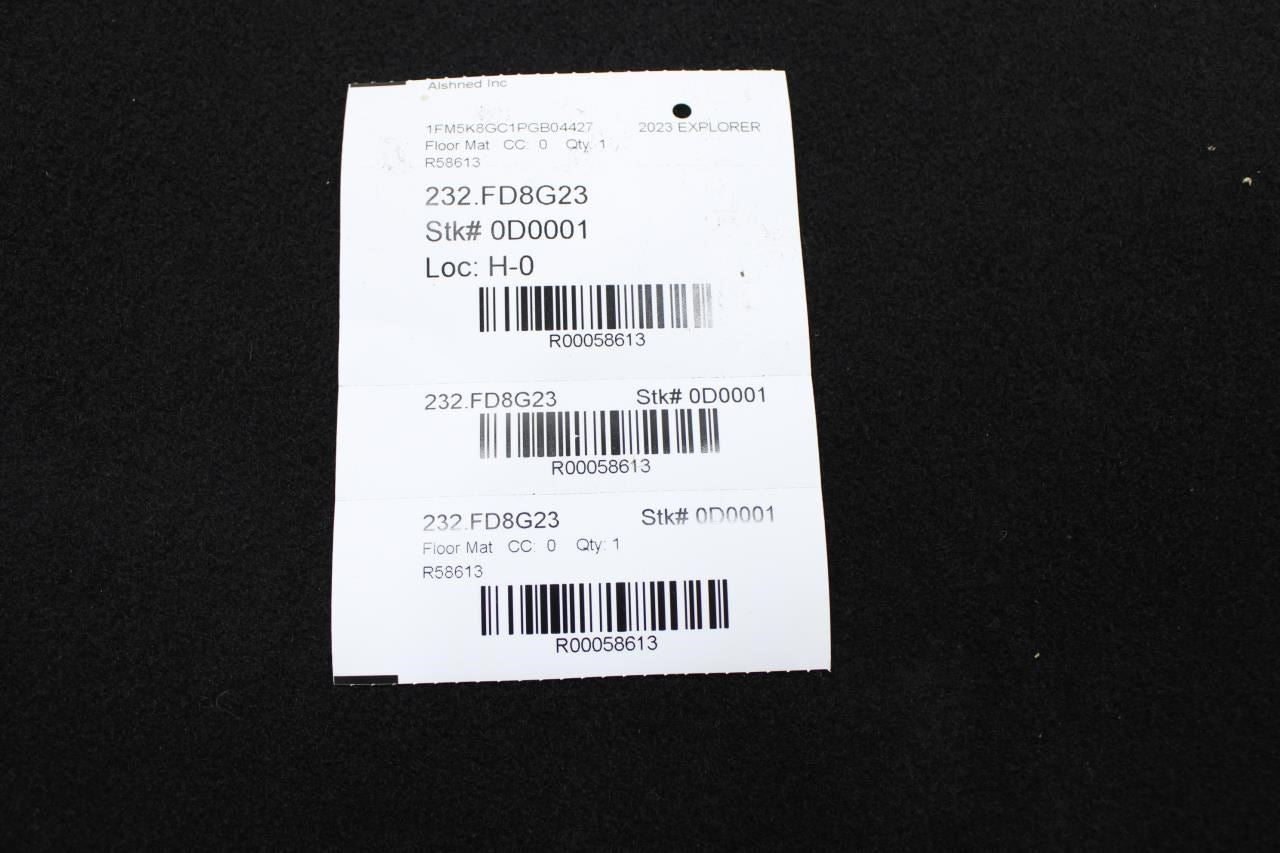 Alshned Inc
1FM5K8GC1PGB04427 2023 EXPLORER
Floor Mat CC: 0 Qty: 1
R58613
232.FD8G23
Stk# 0D0001
Loc: H-0
R00058613
232.FD8G23 Stk# 0D0001
R00058613
232.FD8G23 Stk# 0D0001
Floor Mat CC: 0 Qty: 1
R58613
R00058613